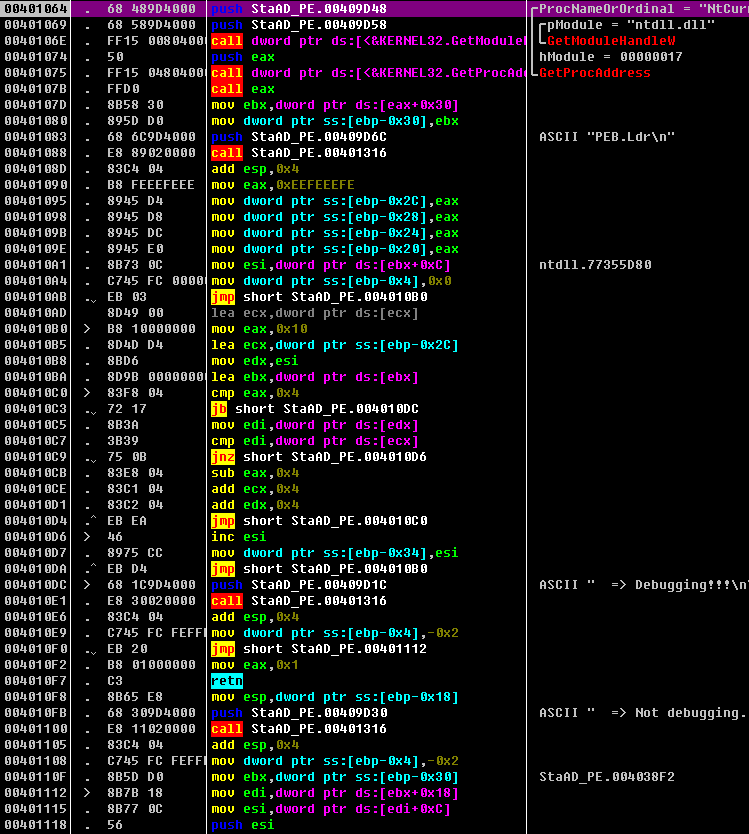 00401064 . 68 489D4000 push StaAD_PE.00409D48 ProcNameOrOrdinal = "NtCurr
00401069 . 68 589D4000 push StaAD_PE.00409D58 pModule = "ntdll.dll"
0040106E . FF15 00804000 call dword ptr ds:[<&KERNEL32.GetModuleH GetModuleHandleW
00401074 . 50 push eax hModule = 00000017
00401075 . FF15 04804000 call dword ptr ds:[<&KERNEL32.GetProcAdd GetProcAddress
0040107B . FFD0 call eax
0040107D . 8B58 30 mov ebx,dword ptr ds:[eax+0x30]
00401080 . 895D D0 mov dword ptr ss:[ebp-0x30],ebx
00401083 . 68 6C9D4000 push StaAD_PE.00409D6C ASCII "PEB.Ldr\n"
00401088 . E8 89020000 call StaAD_PE.00401316
0040108D . 83C4 04 add esp,0x4
00401090 . B8 FEEEFEEE mov eax,0xEEFEEEFE
00401095 . 8945 D4 mov dword ptr ss:[ebp-0x2C],eax
00401098 . 8945 D8 mov dword ptr ss:[ebp-0x28],eax
0040109B . 8945 DC mov dword ptr ss:[ebp-0x24],eax
0040109E . 8945 E0 mov dword ptr ss:[ebp-0x20],eax
004010A1 . 8B73 0C mov esi,dword ptr ds:[ebx+0xC] ntdll.77355D80
004010A4 . C745 FC 00000 mov dword ptr ss:[ebp-0x4],0x0
004010AB . EB 03 jmp short StaAD_PE.004010B0
004010AD 8D49 00 lea ecx,dword ptr ds:[ecx]
004010B0 > B8 10000000 mov eax,0x10
004010B5 . 8D4D D4 lea ecx,dword ptr ss:[ebp-0x2C]
004010B8 . 8BD6 mov edx,esi
004010BA . 8D9B 00000000 lea ebx,dword ptr ds:[ebx]
004010C0 > 83F8 04 cmp eax,0x4
004010C3 . 72 17 jb short StaAD_PE.004010DC
004010C5 . 8B3A mov edi,dword ptr ds:[edx]
004010C7 . 3B39 cmp edi,dword ptr ds:[ecx]
004010C9 . 75 0B jnz short StaAD_PE.004010D6
004010CB . 83E8 04 sub eax,0x4
004010CE . 83C1 04 add ecx,0x4
004010D1 . 83C2 04 add edx,0x4
004010D4 .^ EB EA jmp short StaAD_PE.004010C0
004010D6 > 46 inc esi
004010D7 . 8975 CC mov dword ptr ss:[ebp-0x34],esi
004010DA .^ EB D4 jmp short StaAD_PE.004010B0
004010DC > 68 1C9D4000 push StaAD_PE.00409D1C ASCII " => Debugging!!!\n"
004010E1 . E8 30020000 call StaAD_PE.00401316
004010E6 . 83C4 04 add esp,0x4
004010E9 . C745 FC FEFFF mov dword ptr ss:[ebp-0x4],-0x2
004010F0 . EB 20 jmp short StaAD_PE.00401112
004010F2 . B8 01000000 mov eax,0x1
004010F7 . C3 retn
004010F8 . 8B65 E8 mov esp,dword ptr ss:[ebp-0x18]
004010FB . 68 309D4000 push StaAD_PE.00409D30 ASCII " => Not debugging.
00401100 . E8 11020000 call StaAD_PE.00401316
00401105 . 83C4 04 add esp,0x4
00401108 . C745 FC FEFFF mov dword ptr ss:[ebp-0x4],-0x2
0040110F . 8B5D D0 mov ebx,dword ptr ss:[ebp-0x30] StaAD_PE.004038F2
00401112 > 8B7B 18 mov edi,dword ptr ds:[ebx+0x18]
00401115 . 8B77 0C mov esi,dword ptr ds:[edi+0xC]
00401118 . 56 push esi